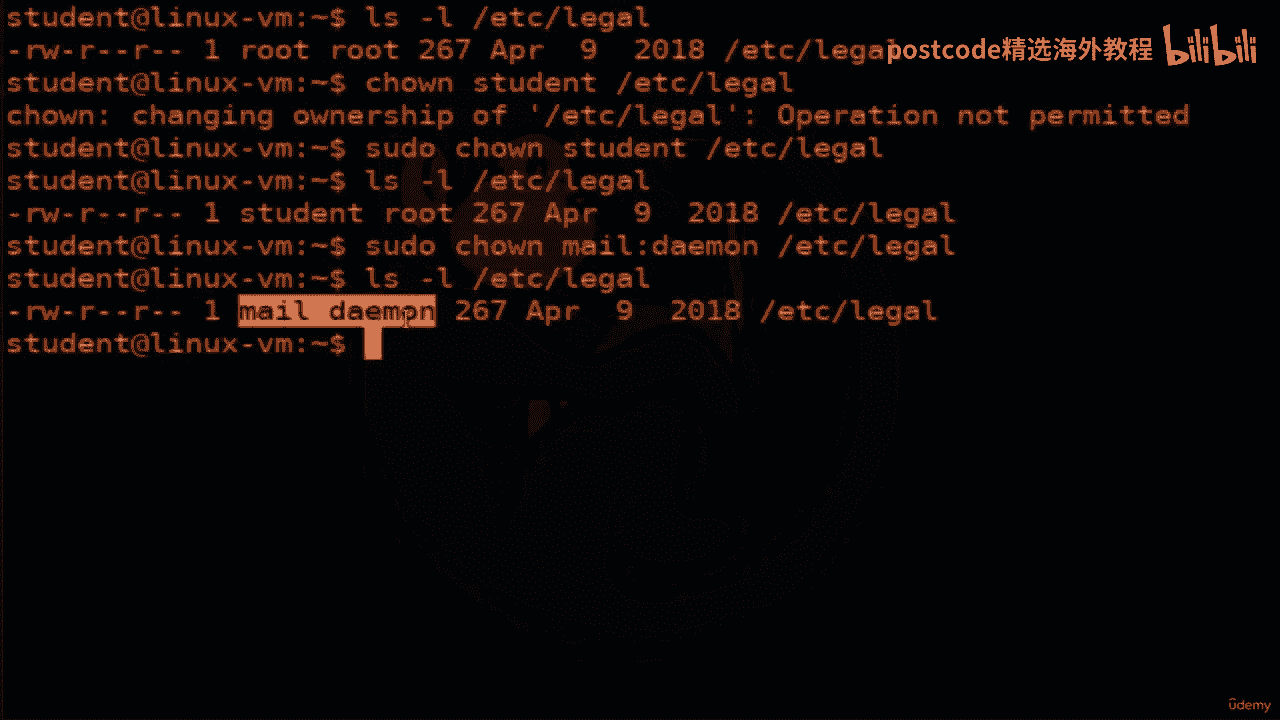 student@linux-vm:~$ ls -l /etc/legal
-rw-r--r-- 1 root root 267 Apr  9  2018 /etc/legal
postcode精选海外教程 bilibili
student@linux-vm:~$ chown student /etc/legal
chown: changing ownership of '/etc/legal': Operation not permitted
student@linux-vm:~$ sudo chown student /etc/legal
student@linux-vm:~$ ls -l /etc/legal
-rw-r--r-- 1 student root 267 Apr  9  2018 /etc/legal
student@linux-vm:~$ sudo chown mail:daemon /etc/legal
student@linux-vm:~$ ls -l /etc/legal
-rw-r--r-- 1 mail daemon 267 Apr  9  2018 /etc/legal
student@linux-vm:~$
ûdemy